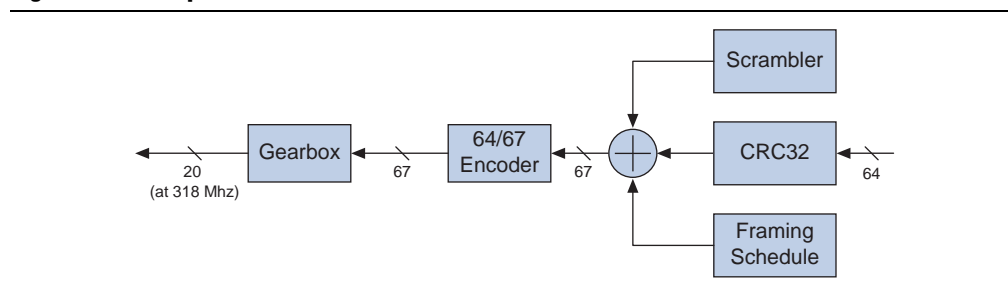 Scrambler
Gearbox
64/67
Encoder
CRC32
20
(at 318 Mhz)
67
67
64
Framing
Schedule